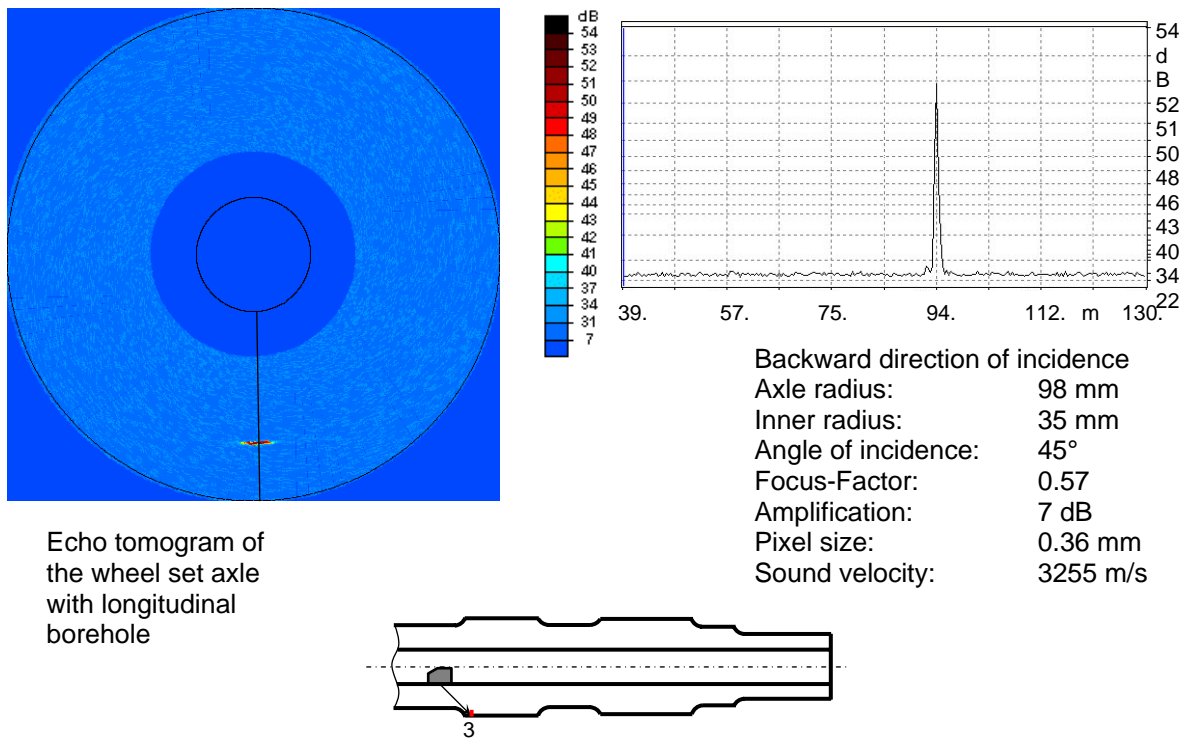 dB
54
53
52
51
50
48
47
46
45
44
43
42
41
40
37
34
31
7
54
d
B
52
51
50
48
46
43
40
34
22
39. 57. 75. 94. 112. m 130.
Backward direction of incidence
Axle radius: 98 mm
Inner radius: 35 mm
Angle of incidence: 45°
Focus-Factor: 0.57
Amplification: 7 dB
Pixel size: 0.36 mm
Sound velocity: 3255 m/s
Echo tomogram of
the wheel set axle
with longitudinal
borehole
3